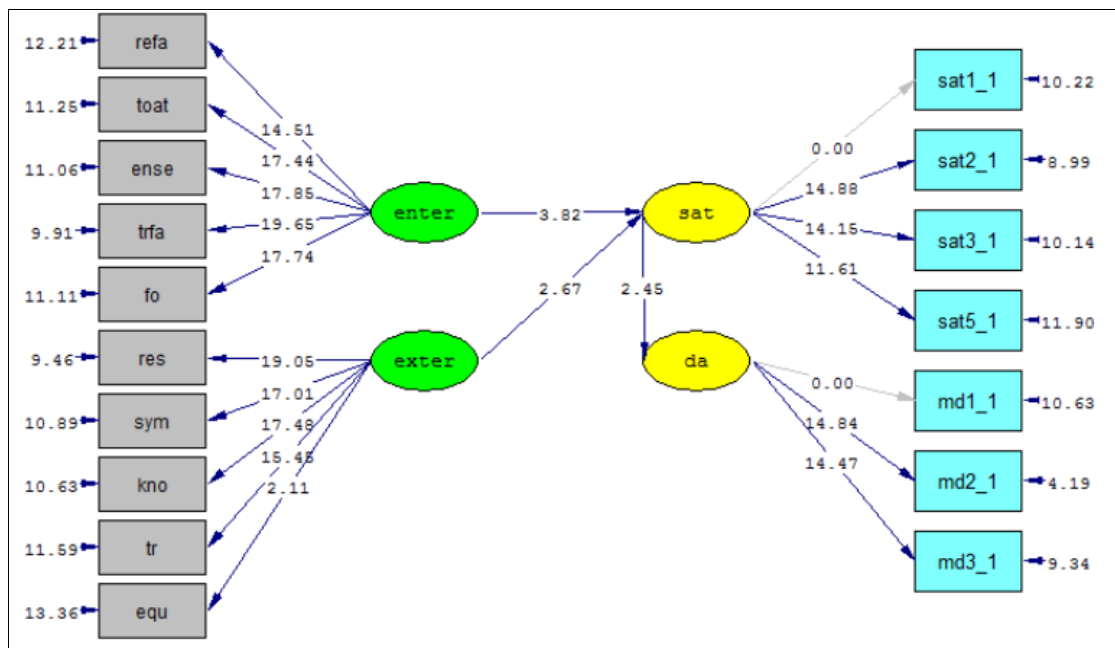 12.21 refa
11.25 toat
11.06 ense
9.91 trfa
11.11 fo
9.46 res
10.89 sym
10.63 kno
11.59 tr
13.36 equ
14.51
17.44
17.85
19.65
17.74
19.05
17.01
17.48
15.45
2.11
enter
exter
3.82
2.67
2.45
sat
da
0.00
14.88
14.15
11.61
0.00
14.84
14.47
sat1_1 10.22
sat2_1 8.99
sat3_1 10.14
sat5_1 11.90
md1_1 10.63
md2_1 4.19
md3_1 9.34